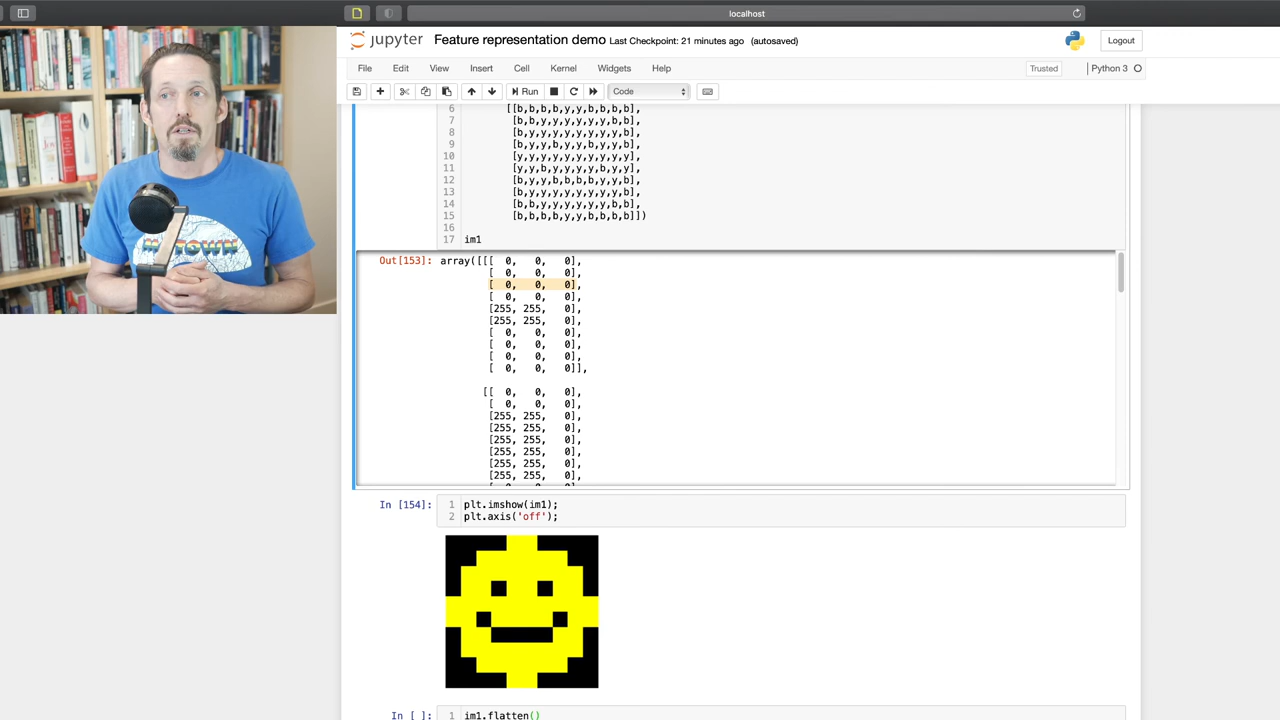 localhost
jupyter Feature representation demo Last Checkpoint: 21 minutes ago (autosaved)
Logout
File Edit View Insert Cell Kernel Widgets Help
Trusted
Python 3
Run
Code
6 [[b,b,b,b,y,y,b,b,b,b],
7 [b,b,y,y,y,y,y,y,b,b],
8 [b,y,y,y,y,y,y,y,y,b],
9 [b,y,y,b,y,y,b,y,y,b],
10 [y,y,y,y,y,y,y,y,y,y],
11 [y,y,b,y,y,y,y,b,y,y],
12 [b,y,y,b,b,b,b,y,y,b],
13 [b,y,y,y,y,y,y,y,y,b],
14 [b,b,y,y,y,y,y,y,b,b],
15 [b,b,b,b,y,y,b,b,b,b]])
16
17 im1
Out[153]: array([[[ 0, 0, 0],
[ 0, 0, 0],
[ 0, 0, 0],
[ 0, 0, 0],
[255, 255, 0],
[255, 255, 0],
[ 0, 0, 0],
[ 0, 0, 0],
[ 0, 0, 0],
[ 0, 0, 0]],
[[ 0, 0, 0],
[ 0, 0, 0],
[255, 255, 0],
[255, 255, 0],
[255, 255, 0],
[255, 255, 0],
[255, 255, 0],
[255, 255, 0],
In [154]: 1 plt.imshow(im1);
2 plt.axis('off');
In [ ]: 1 im1.flatten()